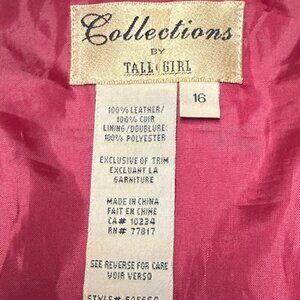 Collections
BY
TALL GIRL
16
100% LEATHER/
100% CUIR
LINING/DOUBLURE:
100% POLYESTER
EXCLUSIVE OF TRIM
EXCLUANT LA
GARNITURE
MADE IN CHINA
FAIT EN CHINE
CA# 10234
RN# 77817
SEE REVERSE FOR CARE
VOIR VERSO
STYLE#